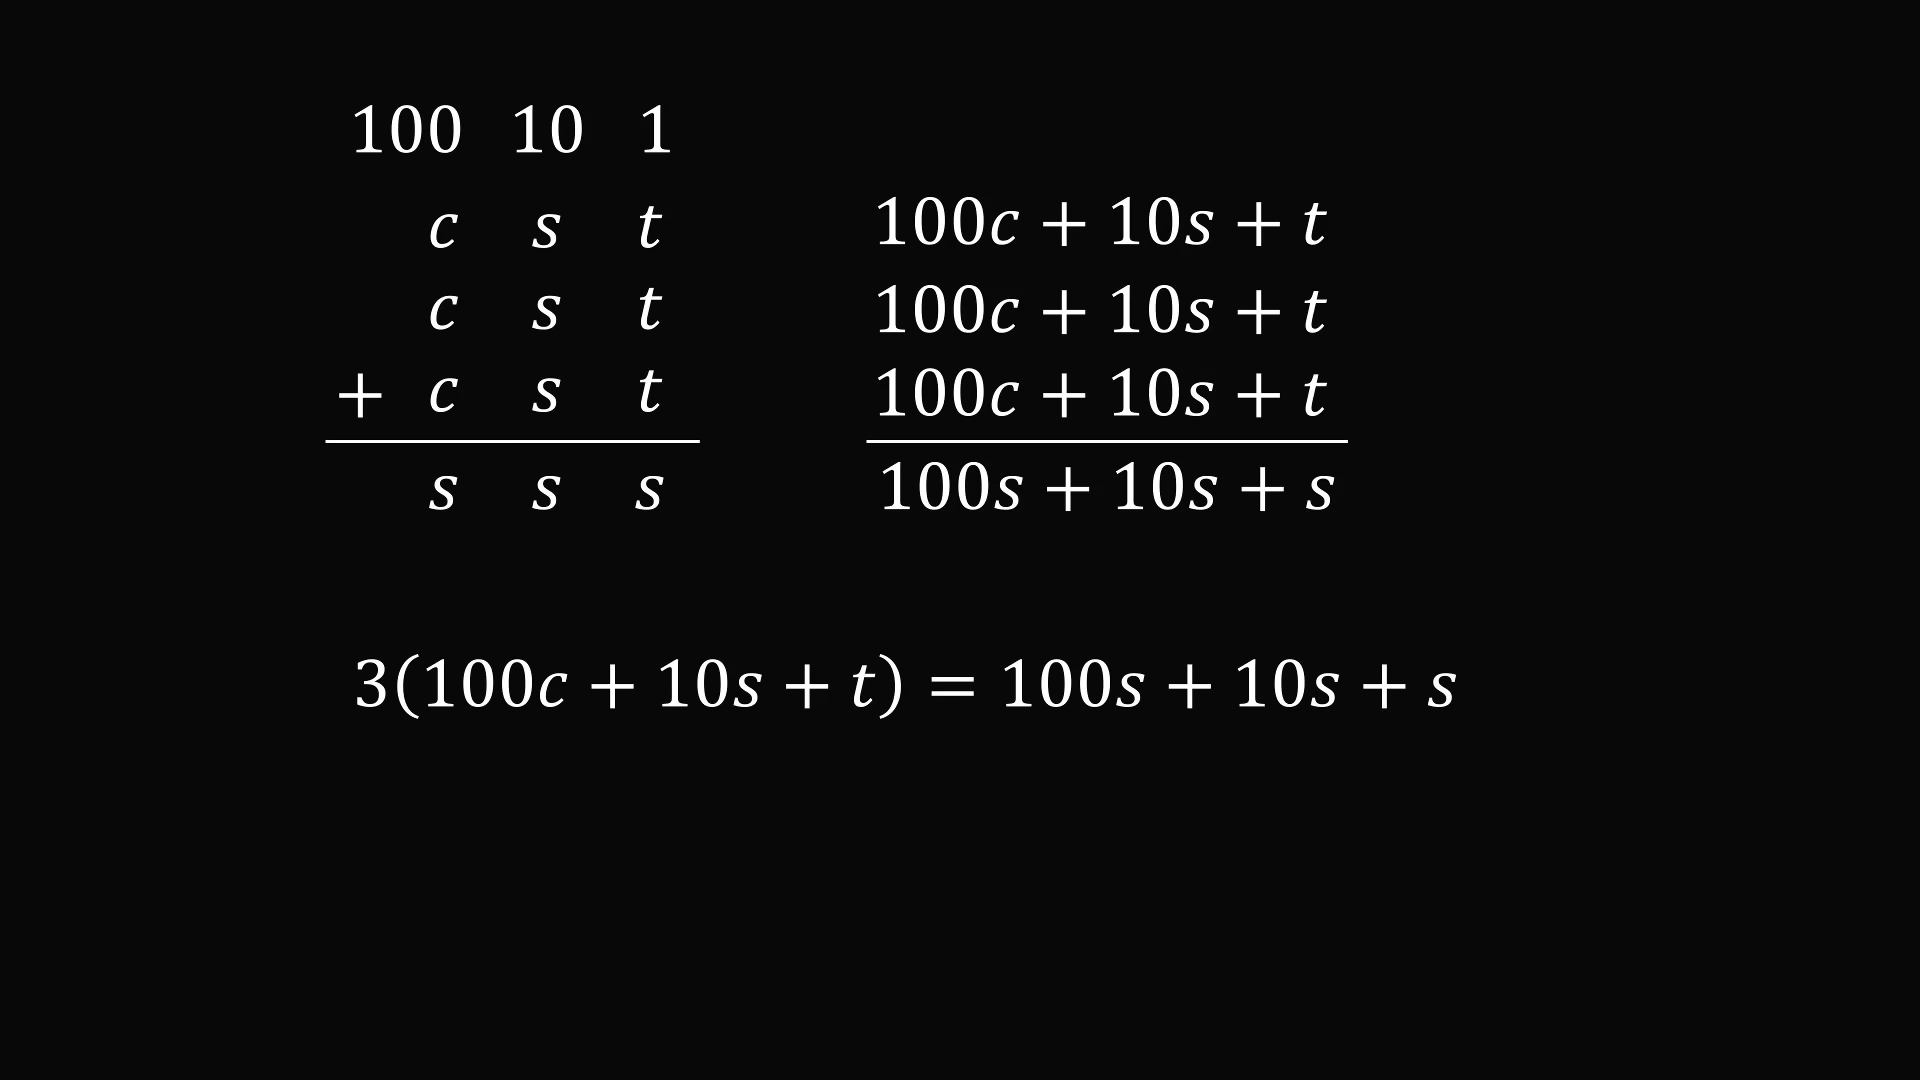 100 10 1
c s t
c s t
+ c s t
s s s
100c + 10s + t
100c + 10s + t
100c + 10s + t
100s + 10s + s
3(100c + 10s + t) = 100s + 10s + s